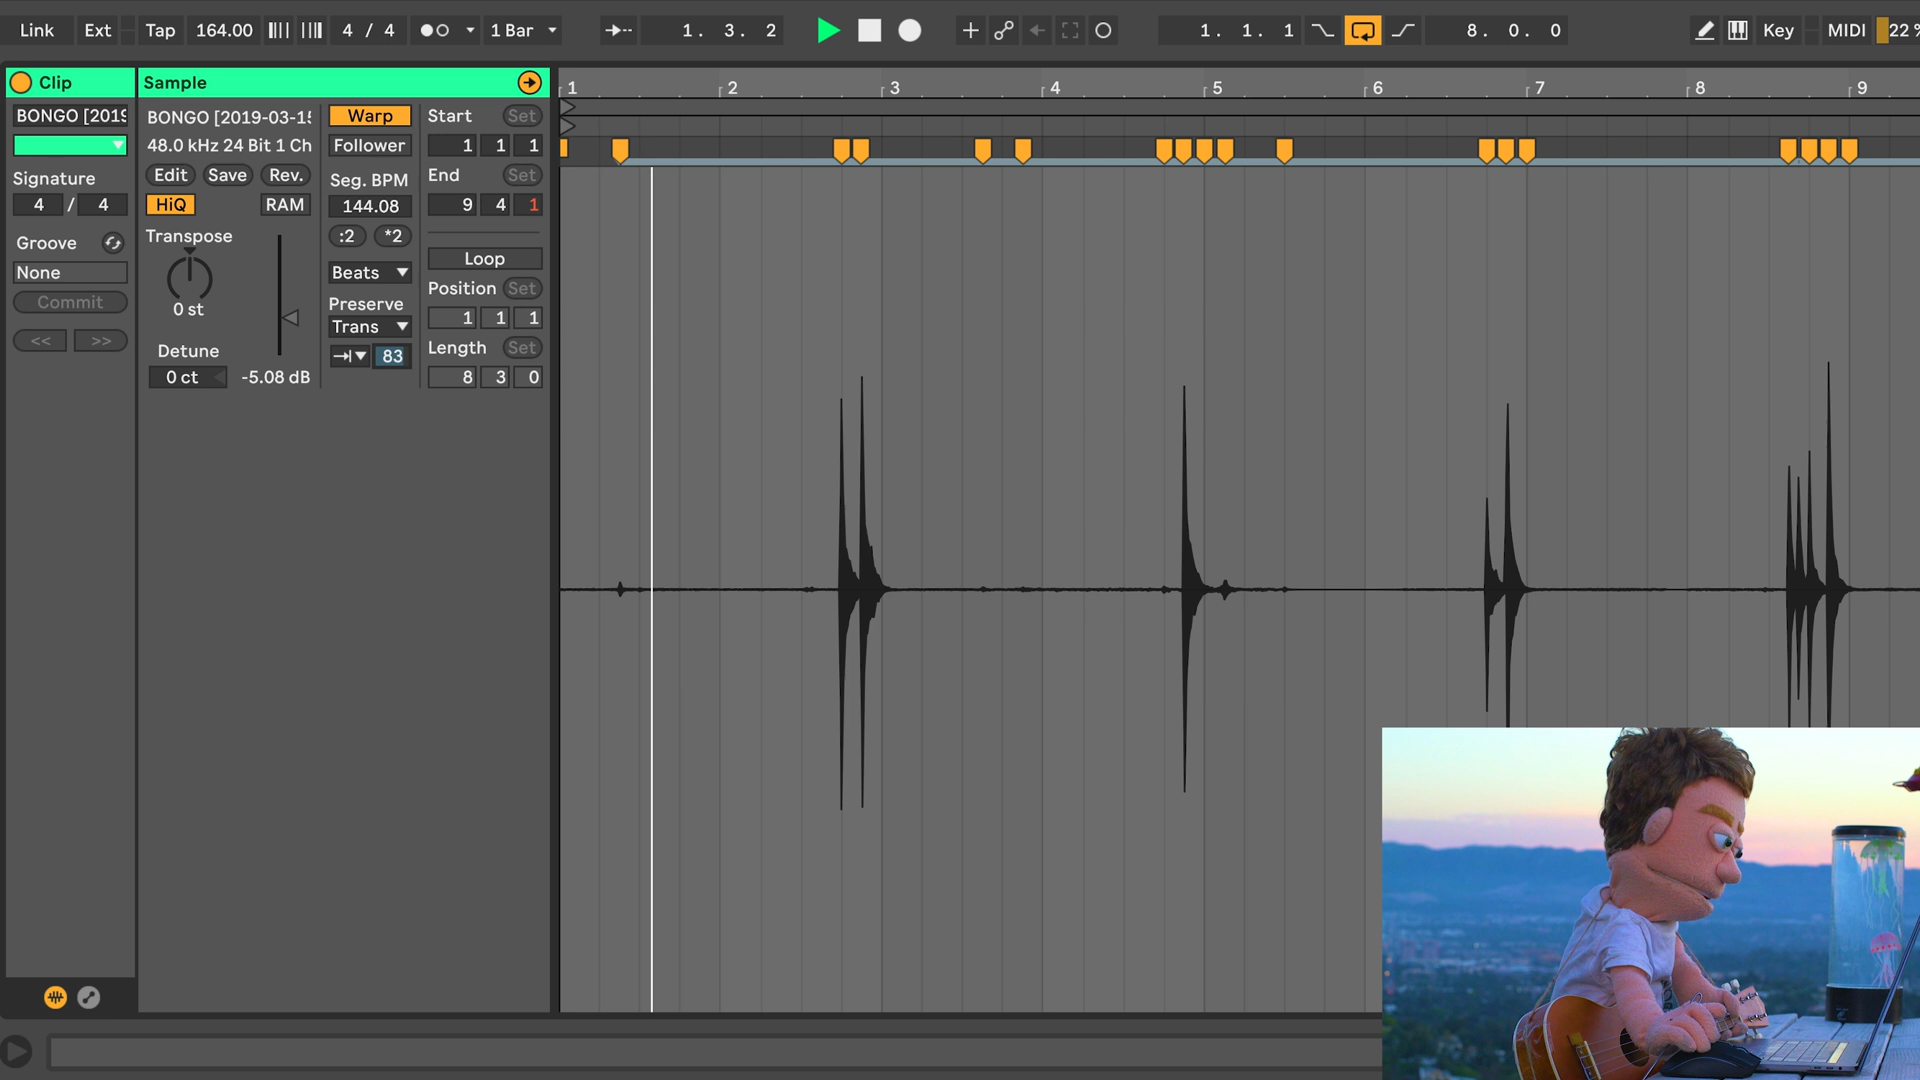 Link Ext Tap 164.00 4 / 4 1 Bar 1. 3. 2 1. 1. 1 8. 0. 0 Key MIDI 22 %
Clip
BONGO [2019
Signature
4 / 4
Groove
None
Commit
<< >>
Sample
BONGO [2019-03-15
48.0 kHz 24 Bit 1 Ch
Edit Save Rev.
HiQ RAM
Transpose
0 st
Detune
0 ct -5.08 dB
Warp
Follower
Seg. BPM
144.08
:2 *2
Beats
Preserve
Trans
83
Start Set
1 1 1
End Set
9 4 1
Loop
Position Set
1 1 1
Length Set
8 3 0
1 2 3 4 5 6 7 8 9